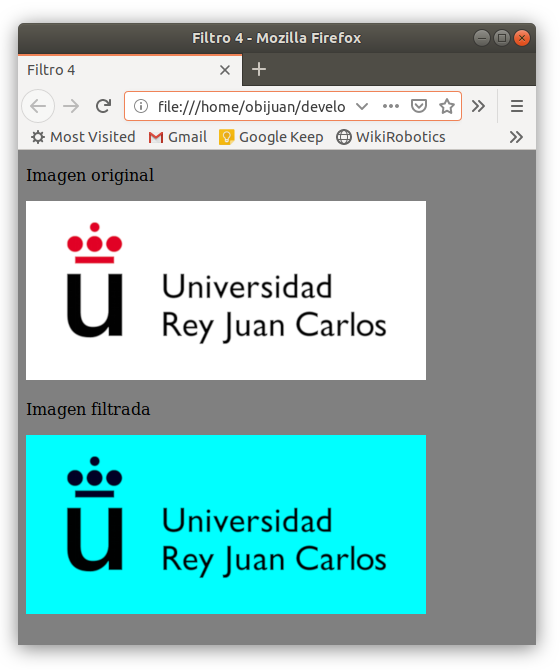 Filtro 4 - Mozilla Firefox
Filtro 4
file:///home/obijuan/develo
Most Visited Gmail Google Keep WikiRobotics
Imagen original
u
Universidad
Rey Juan Carlos
Imagen filtrada
u
Universidad
Rey Juan Carlos